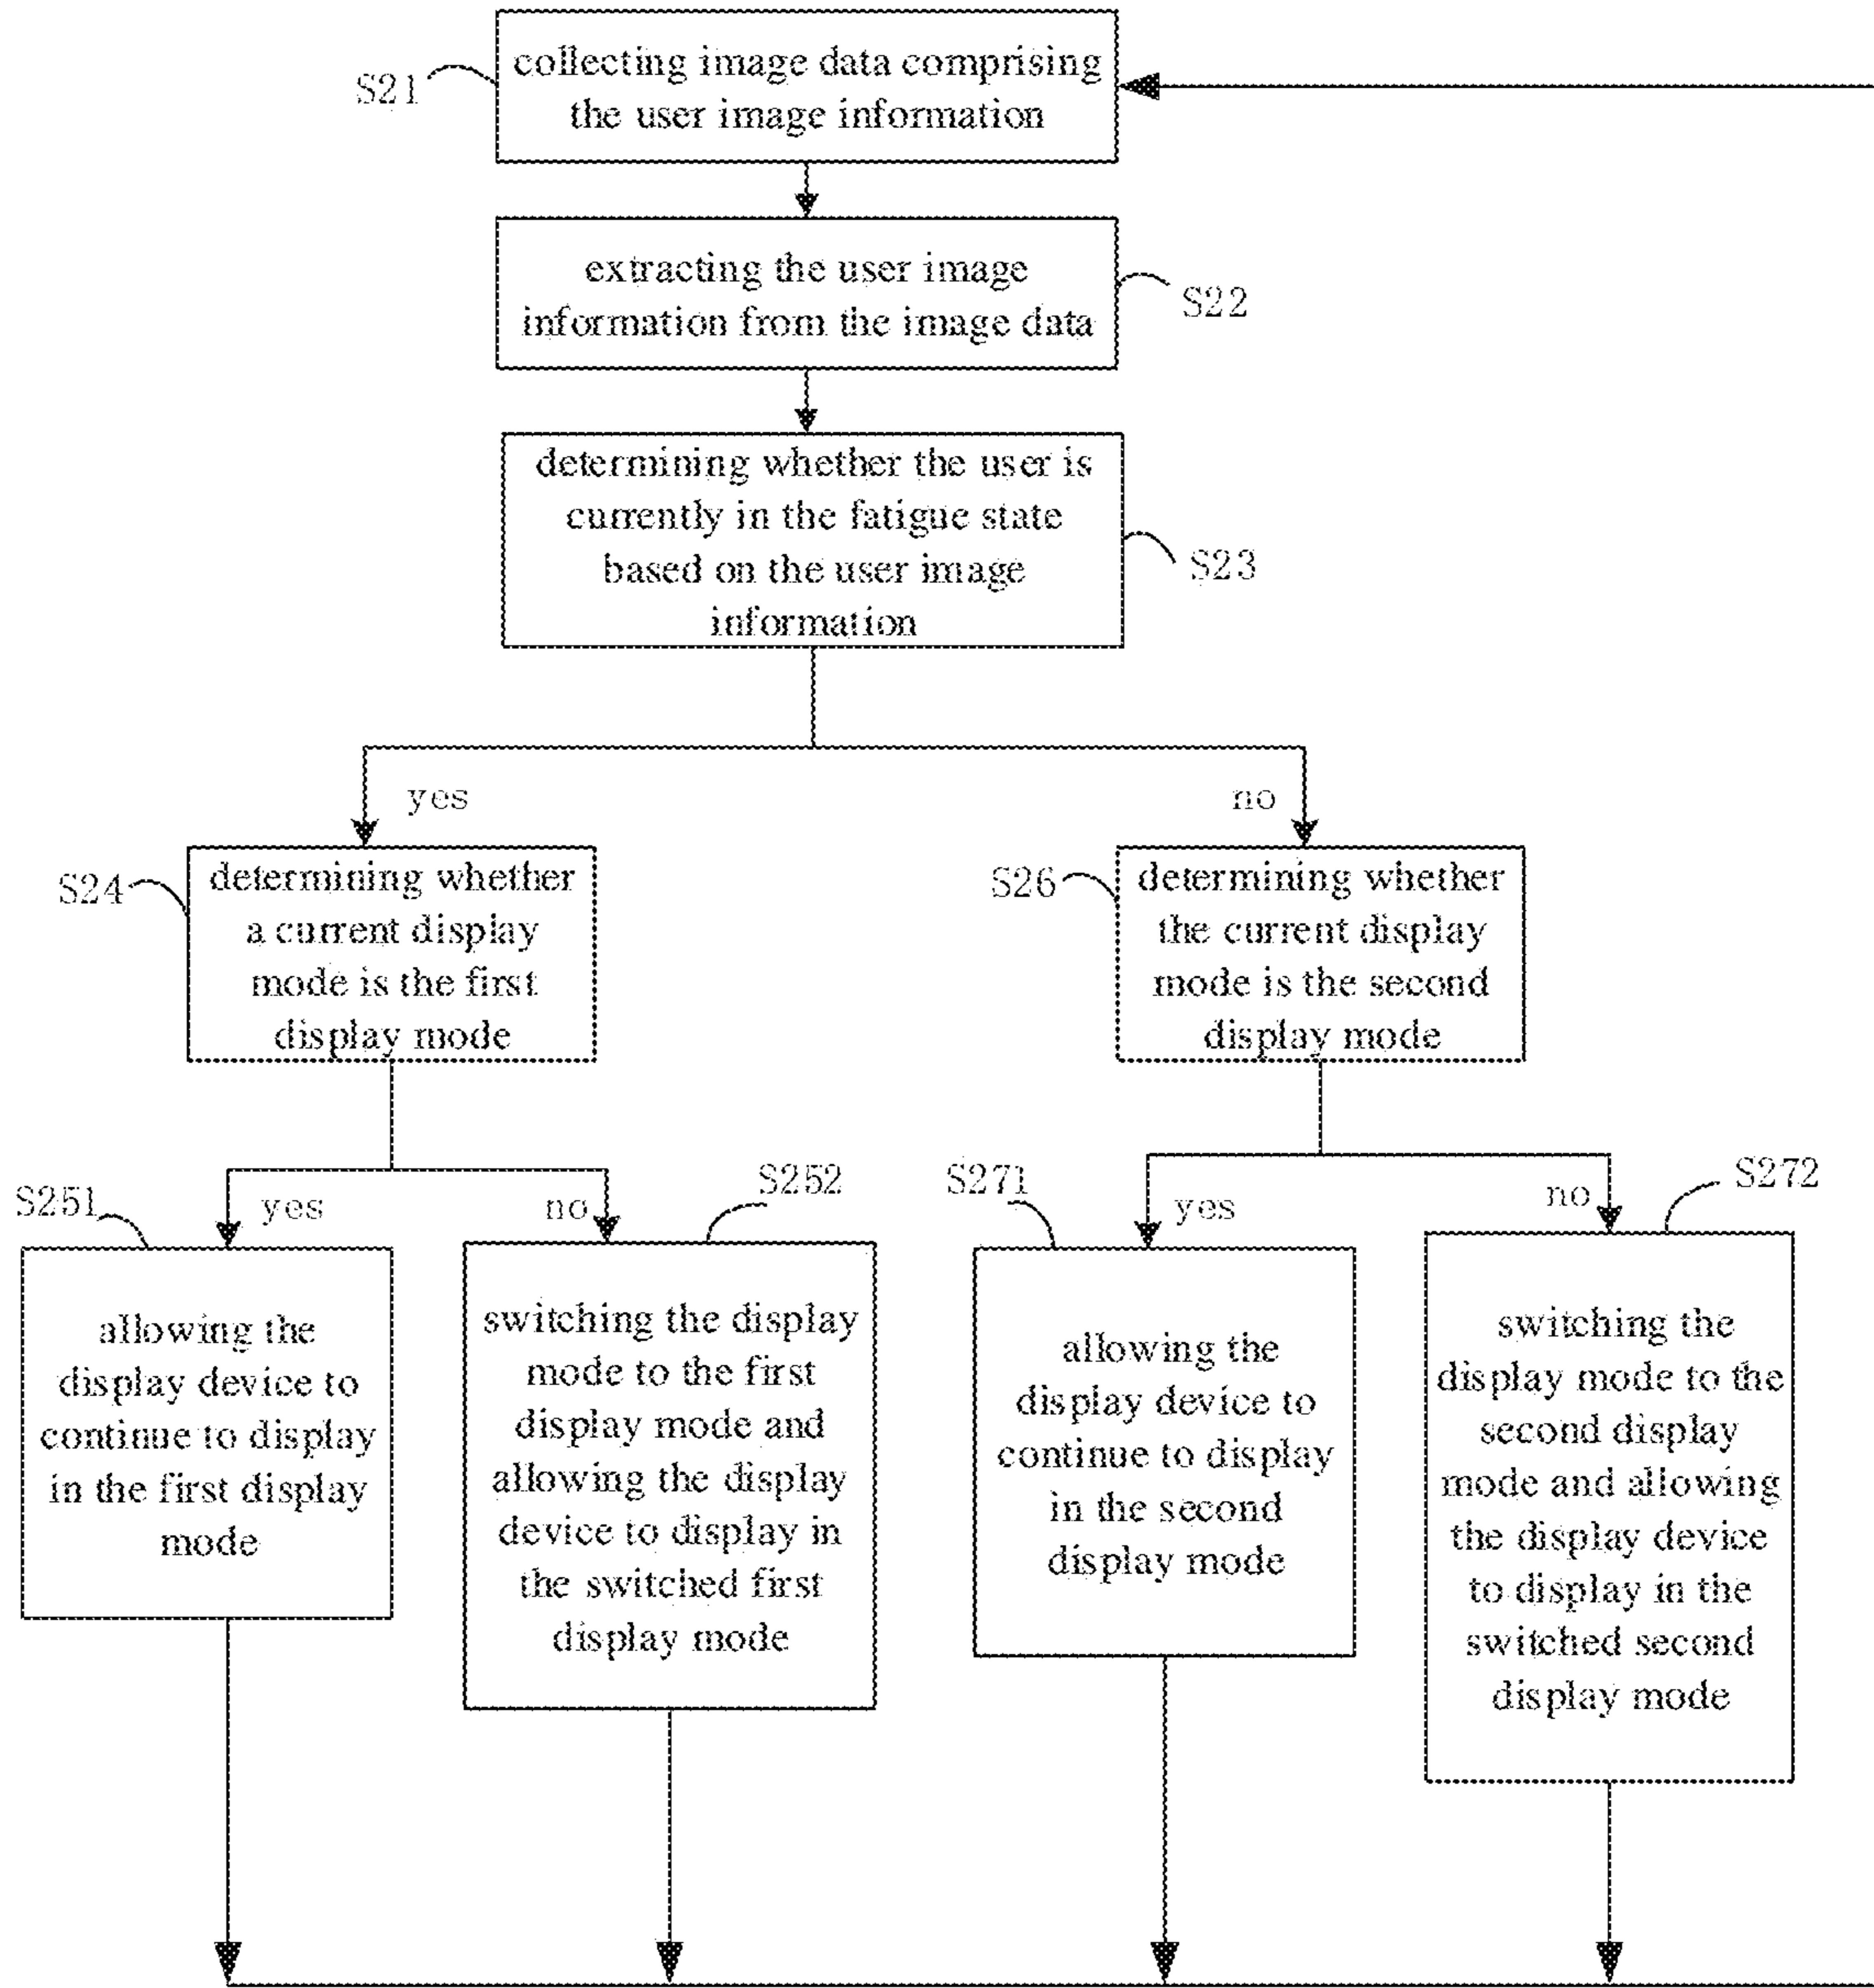 S21
collecting image data comprising
the user image information
extracting the user image
information from the image data
S22
determining whether the user is
currently in the fatigue state
based on the user image
information
S23
yes
no
S24
determining whether
a current display
mode is the first
display mode
S26
determining whether
the current display
mode is the second
display mode
S251
yes
no
S252
S271
yes
no
S272
allowing the
display device to
continue to display
in the first display
mode
switching the display
mode to the first
display mode and
allowing the display
device to display in
the switched first
display mode
allowing the
display device to
continue to display
in the second
display mode
switching the
display mode to the
second display
mode and allowing
the display device
to display in the
switched second
display mode